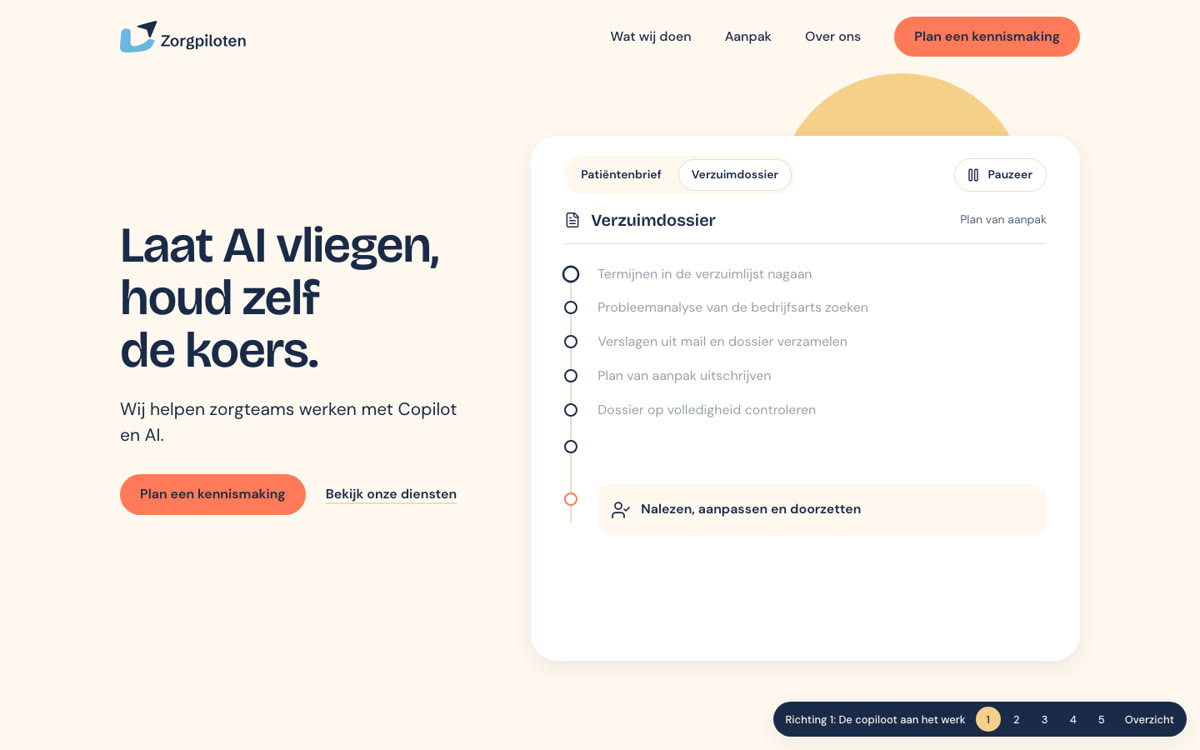 Zorgpiloten
Wat wij doen
Aanpak
Over ons
Plan een kennismaking
Laat AI vliegen,
houd zelf
de koers.
Wij helpen zorgteams werken met Copilot
en AI.
Plan een kennismaking
Bekijk onze diensten
Patiëntenbrief
Verzuimdossier
Pauzeer
Verzuimdossier
Plan van aanpak
Termijnen in de verzuimlijst nagaan
Probleemanalyse van de bedrijfsarts zoeken
Verslagen uit mail en dossier verzamelen
Plan van aanpak uitschrijven
Dossier op volledigheid controleren
Nalezen, aanpassen en doorzetten
Richting 1: De copiloot aan het werk
1
2
3
4
5
Overzicht